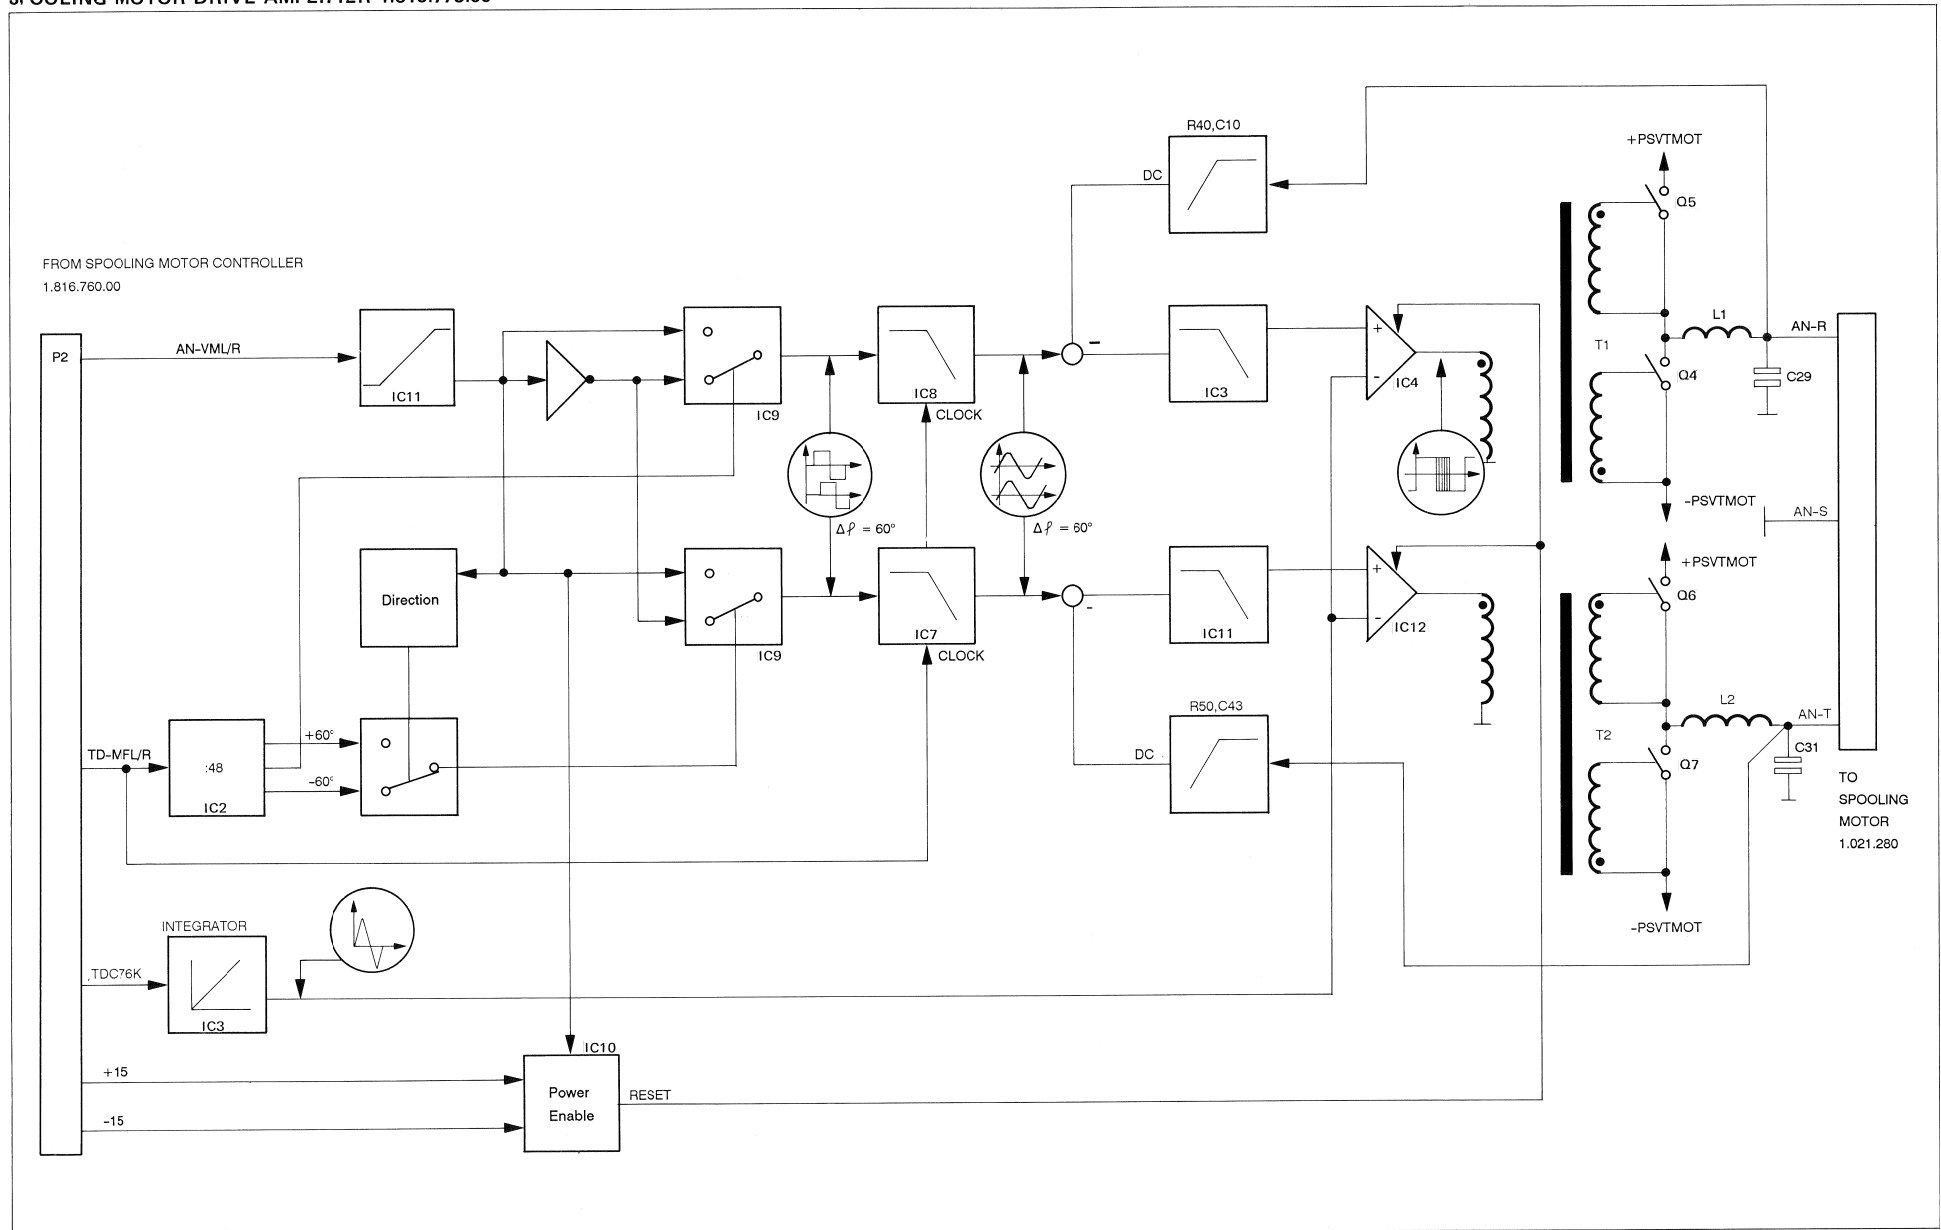 SPOOLING MOTOR DRIVE
R40,C10
+PSVTMOT
DC
Q5
FROM SPOOLING MOTOR CONTROLLER
1.816.760.00
L1
P2
AN-VML/R
+
-
AN-R
T1
IC11
IC9
IC8
CLOCK
IC3
-
IC4
Q4
C29
-PSVTMOT
AN-S
Δƒ = 60°
Δƒ = 60°
+PSVTMOT
Direction
+
-
Q6
IC9
IC7
CLOCK
-
IC11
IC12
R50,C43
L2
AN-T
T2
+60°
TD-MFL/R
:48
-60°
IC2
DC
Q7
C31
TO
SPOOLING
MOTOR
1.021.280
INTEGRATOR
-PSVTMOT
TDC76K
IC3
IC10
+15
Power
Enable
RESET
-15